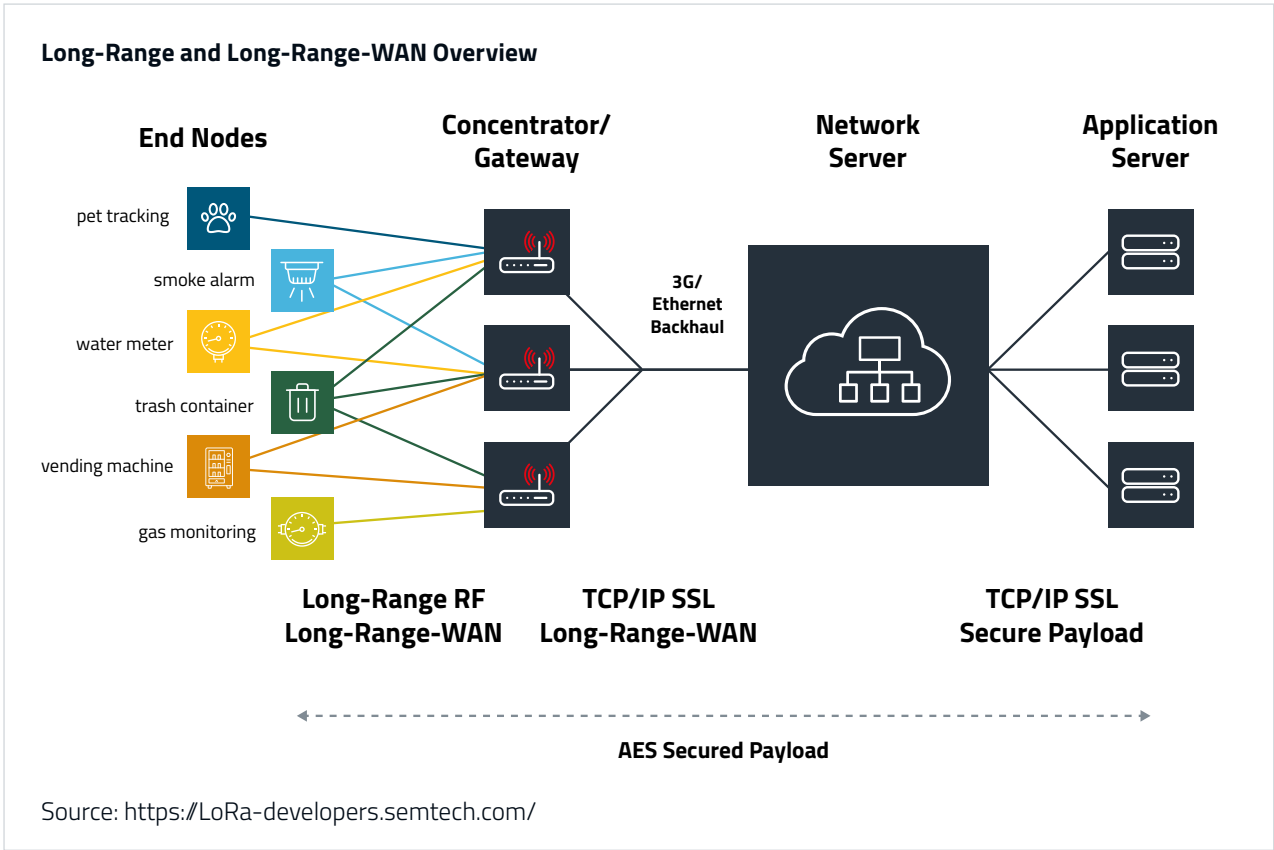 Long-Range and Long-Range-WAN Overview
End Nodes
Concentrator/
Gateway
Network
Server
Application
Server
pet tracking
smoke alarm
water meter
trash container
vending machine
gas monitoring
3G/
Ethernet
Backhaul
Long-Range RF
Long-Range-WAN
TCP/IP SSL
Long-Range-WAN
TCP/IP SSL
Secure Payload
AES Secured Payload
Source: https://LoRa-developers.semtech.com/